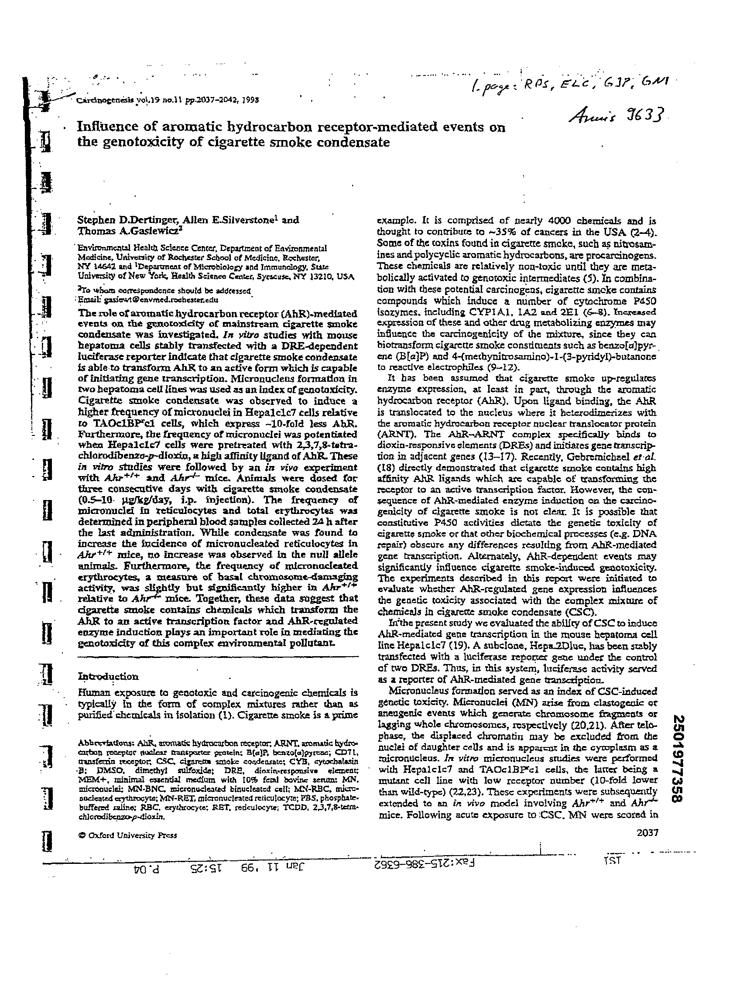 1. page: RPS, ELC, GJP, GNI
Carcinogenesis vol.19 no.11 pp.2037–2042, 1998
9633
Influence of aromatic hydrocarbon receptor-mediated events on
the genotoxicity of cigarette smoke condensate
Stephen D.Dertinger, Allen E.Silverstone1 and
Thomas A.Gasiewicz2
Environmental Health Science Center, Department of Environmental
Medicine, University of Rochester School of Medicine, Rochester,
NY 14642 and 1Department of Microbiology and Immunology, State
University of New York, Health Science Center, Syracuse, NY 13210, USA
2To whom correspondence should be addressed
Email: gasiewt@envmed.rochester.edu
The role of aromatic hydrocarbon receptor (AhR)-mediated
events on the genotoxicity of mainstream cigarette smoke
condensate was investigated. In vitro studies with mouse
hepatoma cells stably transfected with a DRE-dependent
luciferase reporter indicate that cigarette smoke condensate
is able to transform AhR to an active form which is capable
of initiating gene transcription. Micronucleus formation in
two hepatoma cell lines was used as an index of genotoxicity.
Cigarette smoke condensate was observed to induce a
higher frequency of micronuclei in Hepa1c1c7 cells relative
to TAOc1BPrc1 cells, which express ~10-fold less AhR.
Furthermore, the frequency of micronuclei was potentiated
when Hepa1c1c7 cells were pretreated with 2,3,7,8-tetra-
chlorodibenzo-p-dioxin, a high affinity ligand of AhR. These
in vitro studies were followed by an in vivo experiment
with Ahr+/+ and Ahr-/- mice. Animals were dosed for
three consecutive days with cigarette smoke condensate
(0.5–10 µg/kg/day, i.p. injection). The frequency of
micronuclei in reticulocytes and total erythrocytes was
determined in peripheral blood samples collected 24 h after
the last administration. While condensate was found to
increase the incidence of micronucleated reticulocytes in
Ahr+/+ mice, no increase was observed in the null allele
animals. Furthermore, the frequency of micronucleated
erythrocytes, a measure of basal chromosome-damaging
activity, was slightly but significantly higher in Ahr+/+
relative to Ahr-/- mice. Together, these data suggest that
cigarette smoke contains chemicals which transform the
AhR to an active transcription factor and AhR-regulated
enzyme induction plays an important role in mediating the
genotoxicity of this complex environmental pollutant.
Introduction
Human exposure to genotoxic and carcinogenic chemicals is
typically in the form of complex mixtures rather than as
purified chemicals in isolation (1). Cigarette smoke is a prime
Abbreviations: AhR, aromatic hydrocarbon receptor; ARNT, aromatic hydro-
carbon receptor nuclear transporter protein; B[a]P, benzo[a]pyrene; CD71,
transferrin receptor; CSC, cigarette smoke condensate; CYB, cytochalasin
B; DMSO, dimethyl sulfoxide; DRE, dioxin-responsive element;
MEM+, minimal essential medium with 10% fetal bovine serum; MN,
micronuclei; MN-BNC, micronucleated binucleated cell; MN-RBC, micro-
nucleated erythrocyte; MN-RET, micronucleated reticulocyte; PBS, phosphate-
buffered saline; RBC, erythrocyte; RET, reticulocyte; TCDD, 2,3,7,8-tetra-
chlorodibenzo-p-dioxin.
© Oxford University Press
example. It is comprised of nearly 4000 chemicals and is
thought to contribute to ~35% of cancers in the USA (2–4).
Some of the toxins found in cigarette smoke, such as nitrosam-
ines and polycyclic aromatic hydrocarbons, are procarcinogens.
These chemicals are relatively non-toxic until they are meta-
bolically activated to genotoxic intermediates (5). In combina-
tion with these potential carcinogens, cigarette smoke contains
compounds which induce a number of cytochrome P450
isozymes, including CYP1A1, 1A2 and 2E1 (6–8). Increased
expression of these and other drug metabolizing enzymes may
influence the carcinogenicity of the mixture, since they can
biotransform cigarette smoke constituents such as benzo[a]pyr-
ene (B[a]P) and 4-(methynitrosamino)-1-(3-pyridyl)-butanone
to reactive electrophiles (9–12).
It has been assumed that cigarette smoke up-regulates
enzyme expression, at least in part, through the aromatic
hydrocarbon receptor (AhR). Upon ligand binding, the AhR
is translocated to the nucleus where it heterodimerizes with
the aromatic hydrocarbon receptor nuclear translocator protein
(ARNT). The AhR–ARNT complex specifically binds to
dioxin-responsive elements (DREs) and initiates gene transcrip-
tion in adjacent genes (13–17). Recently, Gebremichael et al.
(18) directly demonstrated that cigarette smoke contains high
affinity AhR ligands which are capable of transforming the
receptor to an active transcription factor. However, the con-
sequence of AhR-mediated enzyme induction on the carcino-
genicity of cigarette smoke is not clear. It is possible that
constitutive P450 activities dictate the genetic toxicity of
cigarette smoke or that other biochemical processes (e.g. DNA
repair) obscure any differences resulting from AhR-mediated
gene transcription. Alternately, AhR-dependent events may
significantly influence cigarette smoke-induced genotoxicity.
The experiments described in this report were initiated to
evaluate whether AhR-regulated gene expression influences
the genetic toxicity associated with the complex mixture of
chemicals in cigarette smoke condensate (CSC).
In the present study we evaluated the ability of CSC to induce
AhR-mediated gene transcription in the mouse hepatoma cell
line Hepa1c1c7 (19). A subclone, Hepa.2Dluc, has been stably
transfected with a luciferase reporter gene under the control
of two DREs. Thus, in this system, luciferase activity served
as a reporter of AhR-mediated gene transcription.
Micronucleus formation served as an index of CSC-induced
genetic toxicity. Micronuclei (MN) arise from clastogenic or
aneugenic events which generate chromosome fragments or
lagging whole chromosomes, respectively (20,21). After telo-
phase, the displaced chromatin may be excluded from the
nuclei of daughter cells and is apparent in the cytoplasm as a
micronucleus. In vitro micronucleus studies were performed
with Hepa1c1c7 and TAOc1BPrc1 cells, the latter being a
mutant cell line with low receptor number (10-fold lower
than wild-type) (22,23). These experiments were subsequently
extended to an in vivo model involving Ahr+/+ and Ahr-/-
mice. Following acute exposure to CSC, MN were scored in
2037
2501977358
ISI
Fax:215-386-6362
Jan 11 '99 15:25 P.04